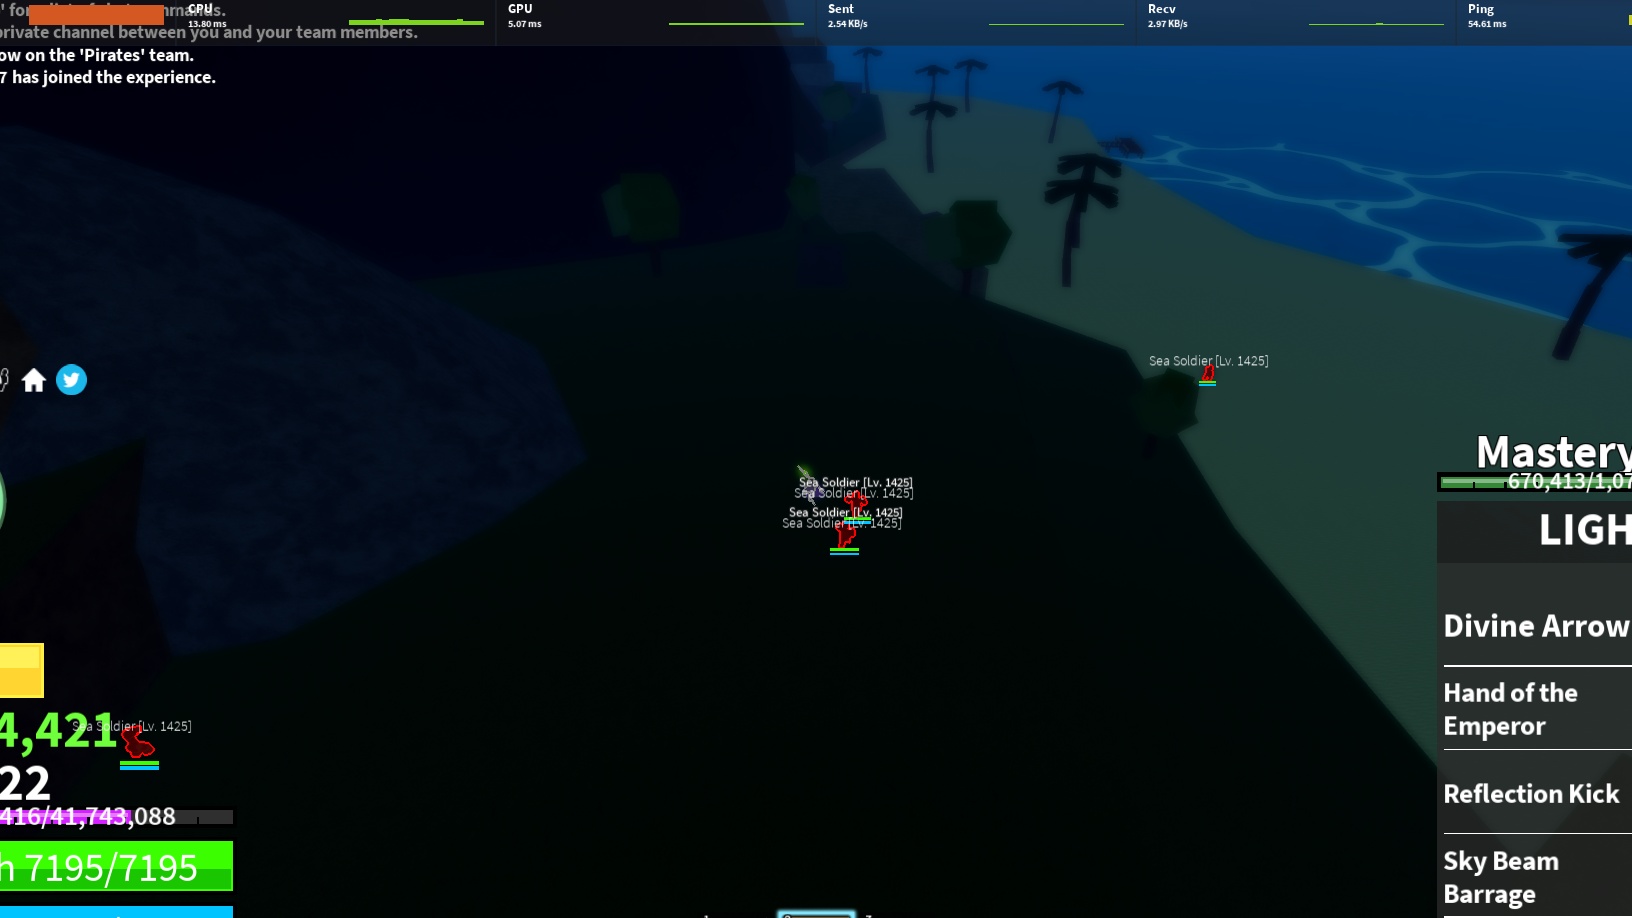 CPU
13.80 ms
GPU
5.07 ms
Sent
2.54 KB/s
Recv
2.97 KB/s
Ping
54.61 ms
private channel between you and your team members.
ow on the 'Pirates' team.
7 has joined the experience.
Sea Soldier [Lv. 1425]
Sea Soldier [Lv. 1425]
Sea Soldier [Lv. 1425]
Sea Soldier [Lv. 1425]
Sea Soldier [Lv. 1425]
Mastery
670,413/1,07
LIGH
Divine Arrow
Hand of the
Emperor
Reflection Kick
Sky Beam
Barrage
Sea Soldier [Lv. 1425]
4,421
22
416/41,743,088
h 7195/7195